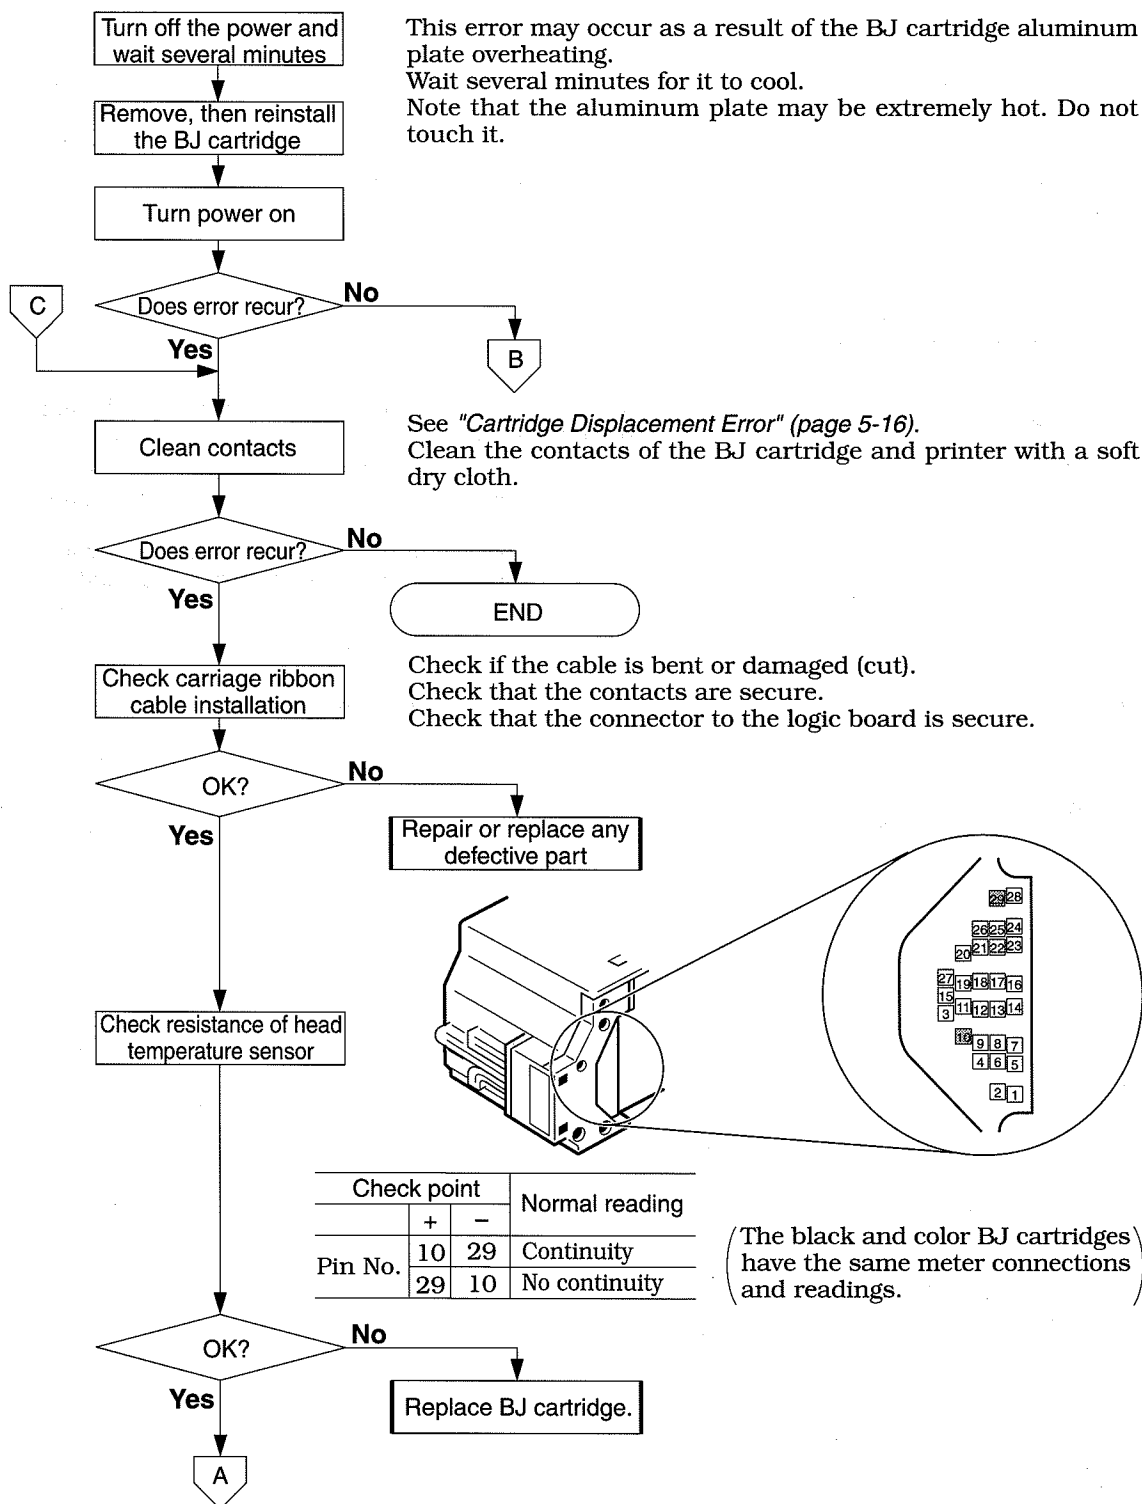 Turn off the power and
wait several minutes
This error may occur as a result of the BJ cartridge aluminum
plate overheating.
Wait several minutes for it to cool.
Note that the aluminum plate may be extremely hot. Do not
touch it.
Remove, then reinstall
the BJ cartridge
Turn power on
C
Does error recur?
No
Yes
B
Clean contacts
See "Cartridge Displacement Error" (page 5-16).
Clean the contacts of the BJ cartridge and printer with a soft
dry cloth.
Does error recur?
No
Yes
END
Check carriage ribbon
cable installation
Check if the cable is bent or damaged (cut).
Check that the contacts are secure.
Check that the connector to the logic board is secure.
OK?
No
Yes
Repair or replace any
defective part
29 28
26 25 24
20 21 22 23
27 19 18 17 16
15
3 11 12 13 14
10 9 8 7
4 6 5
2 1
Check resistance of head
temperature sensor
Check point Normal reading
+ −
Pin No. 10 29 Continuity
29 10 No continuity
The black and color BJ cartridges
have the same meter connections
and readings.
OK?
No
Yes
Replace BJ cartridge.
A